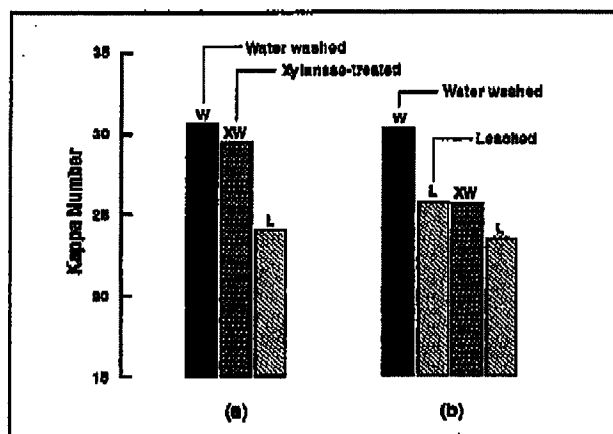 Kappa Number
35
30
25
20
15
Water washed
Xylanase-treated
W
XW
L
(a)
Water washed
Leached
W
L
XW
L
(b)